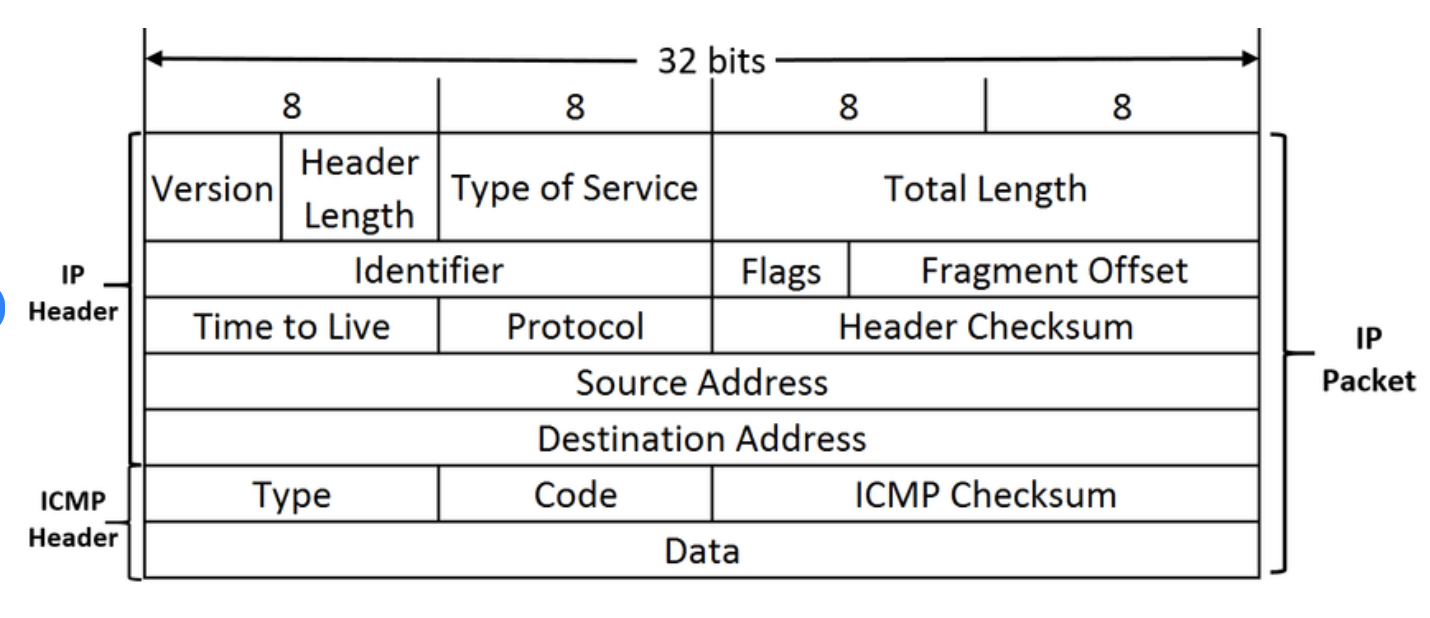 32 bits
8 8 8 8
Version Header Length Type of Service Total Length
Identifier Flags Fragment Offset
IP Header
Time to Live Protocol Header Checksum
IP Packet
Source Address
Destination Address
ICMP Header
Type Code ICMP Checksum
Data